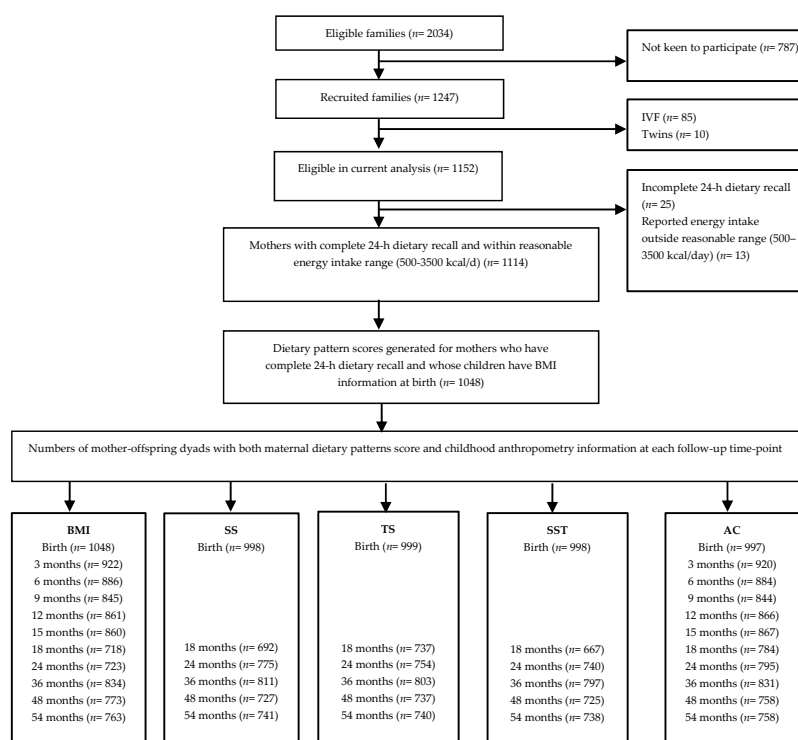 Eligible families (n= 2034)
Not keen to participate (n= 787)
Recruited families (n= 1247)
IVF (n= 85)
Twins (n= 10)
Eligible in current analysis (n= 1152)
Incomplete 24-h dietary recall
(n= 25)
Reported energy intake
outside reasonable range (500–
3500 kcal/day) (n= 13)
Mothers with complete 24-h dietary recall and within reasonable
energy intake range (500-3500 kcal/d) (n= 1114)
Dietary pattern scores generated for mothers who have
complete 24-h dietary recall and whose children have BMI
information at birth (n= 1048)
Numbers of mother-offspring dyads with both maternal dietary patterns score and childhood anthropometry information at each follow-up time-point
BMI
Birth (n= 1048)
3 months (n= 922)
6 months (n= 886)
9 months (n= 845)
12 months (n= 861)
15 months (n= 860)
18 months (n= 718)
24 months (n= 723)
36 months (n= 834)
48 months (n= 773)
54 months (n= 763)
SS
Birth (n= 998)
18 months (n= 692)
24 months (n= 775)
36 months (n= 811)
48 months (n= 727)
54 months (n= 741)
TS
Birth (n= 999)
18 months (n= 737)
24 months (n= 754)
36 months (n= 803)
48 months (n= 737)
54 months (n= 740)
SST
Birth (n= 998)
18 months (n= 667)
24 months (n= 740)
36 months (n= 797)
48 months (n= 725)
54 months (n= 738)
AC
Birth (n= 997)
3 months (n= 920)
6 months (n= 884)
9 months (n= 844)
12 months (n= 866)
15 months (n= 867)
18 months (n= 784)
24 months (n= 795)
36 months (n= 831)
48 months (n= 758)
54 months (n= 758)